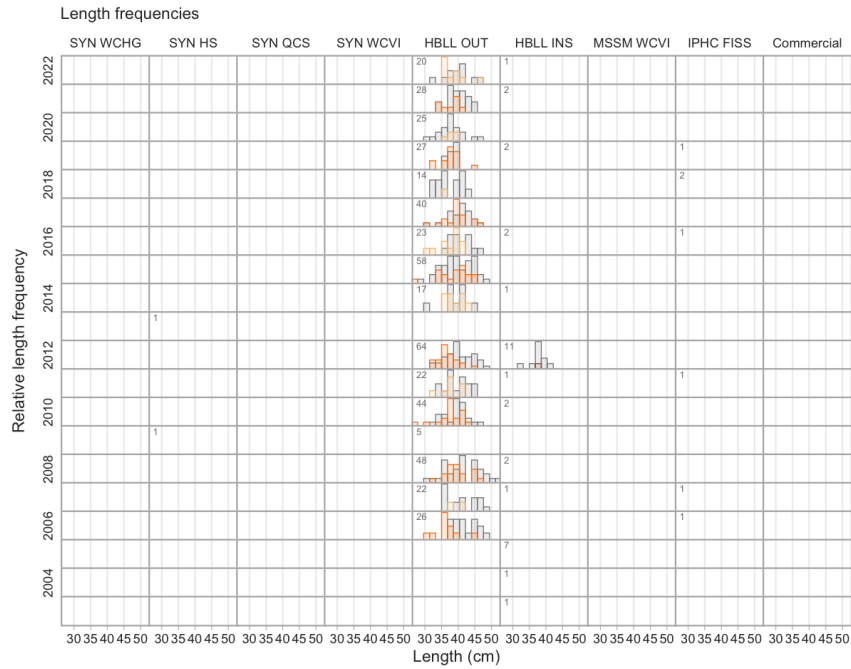 Length frequencies
SYN WCHG SYN HS SYN QCS SYN WCVI HBLL OUT HBLL INS MSSM WCVI IPHC FISS Commercial
2022 20 1
28 2
2020 25
27 2 1
2018 14 2
40
2016 23 2 1
58
2014 17 1
1
2012 64 11
22 1 1
2010 44 2
1 5
2008 48 2
22 1 1
2006 26 1
7
2004 1
1
Relative length frequency
30 35 40 45 50 30 35 40 45 50 30 35 40 45 50 30 35 40 45 50 30 35 40 45 50 30 35 40 45 50 30 35 40 45 50 30 35 40 45 50 30 35 40 45 50
Length (cm)